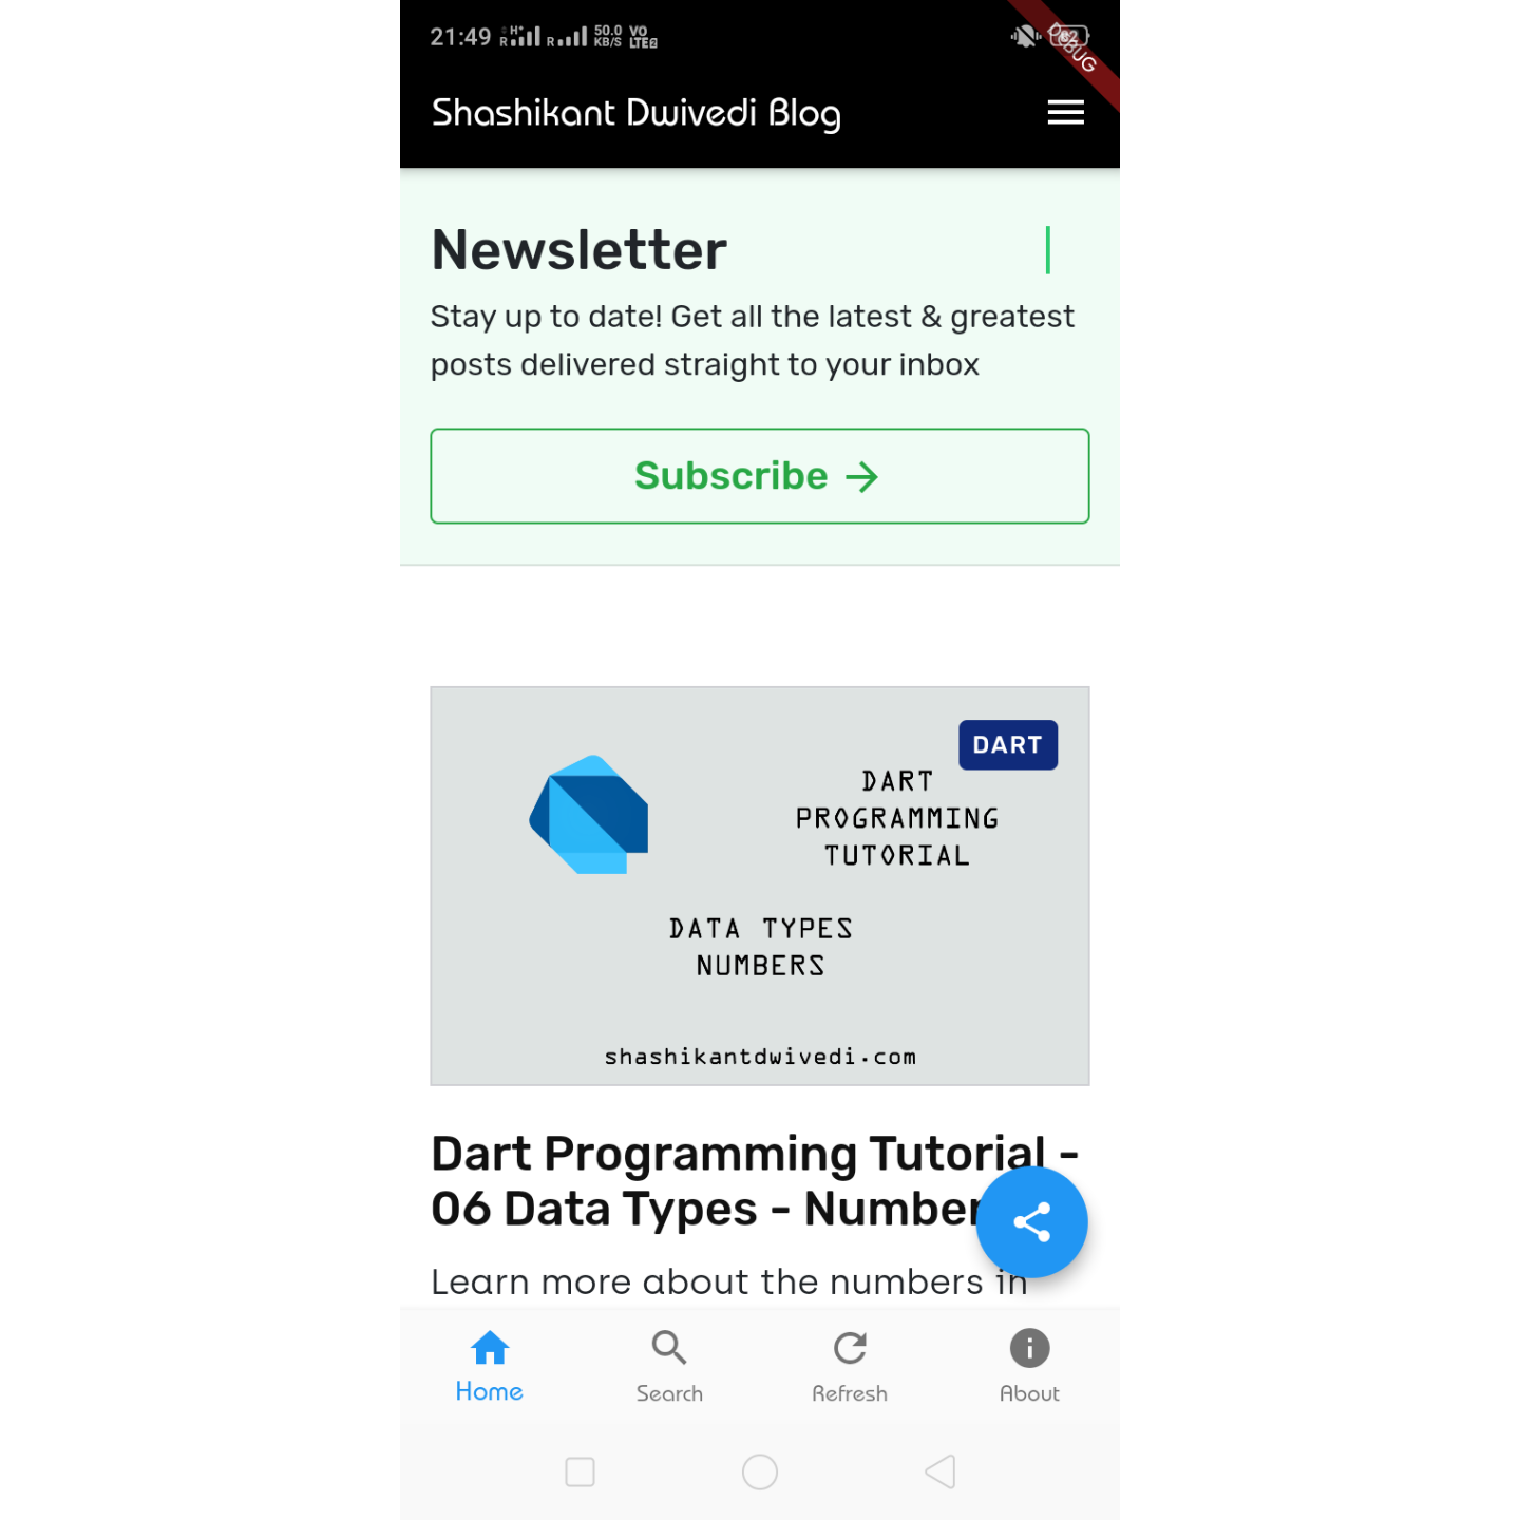 21:49 R H R 50.0 KB/S VO LTE2
DEBUG
Shashikant Dwivedi Blog
Newsletter
Stay up to date! Get all the latest & greatest
posts delivered straight to your inbox
Subscribe →
DART
DART
PROGRAMMING
TUTORIAL
DATA TYPES
NUMBERS
shashikantdwivedi.com
Dart Programming Tutorial -
06 Data Types - Number
Learn more about the numbers in
Home Search Refresh About